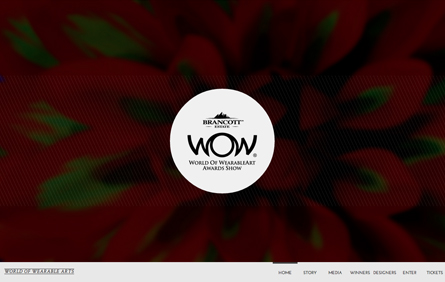 BRANCOTT
ESTATE
WOW®
WORLD OF WEARABLEART
AWARDS SHOW
WORLD OF WEARABLE ARTS
HOME STORY MEDIA WINNERS DESIGNERS ENTER TICKETS